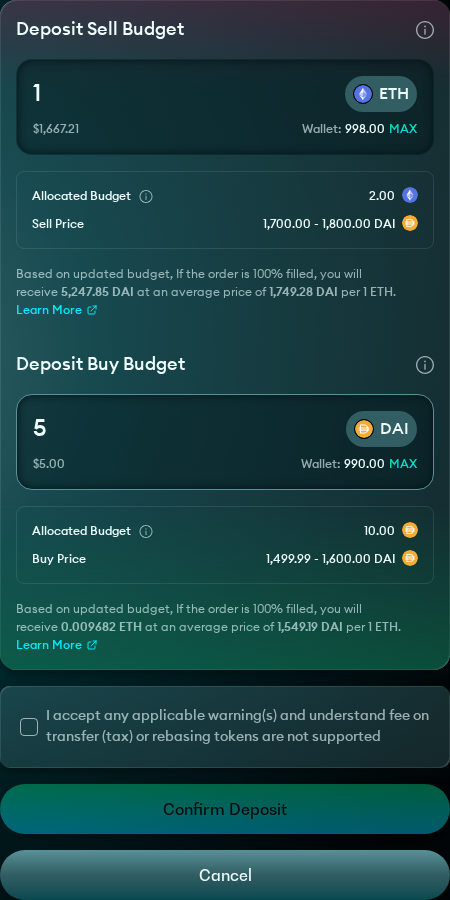 Deposit Sell Budget
1 ETH
$1,667.21 Wallet: 998.00 MAX
Allocated Budget 2.00
Sell Price 1,700.00 - 1,800.00 DAI
Based on updated budget, If the order is 100% filled, you will
receive 5,247.85 DAI at an average price of 1,749.28 DAI per 1 ETH.
Learn More
Deposit Buy Budget
5 DAI
$5.00 Wallet: 990.00 MAX
Allocated Budget 10.00
Buy Price 1,499.99 - 1,600.00 DAI
Based on updated budget, If the order is 100% filled, you will
receive 0.009682 ETH at an average price of 1,549.19 DAI per 1 ETH.
Learn More
I accept any applicable warning(s) and understand fee on
transfer (tax) or rebasing tokens are not supported
Confirm Deposit
Cancel